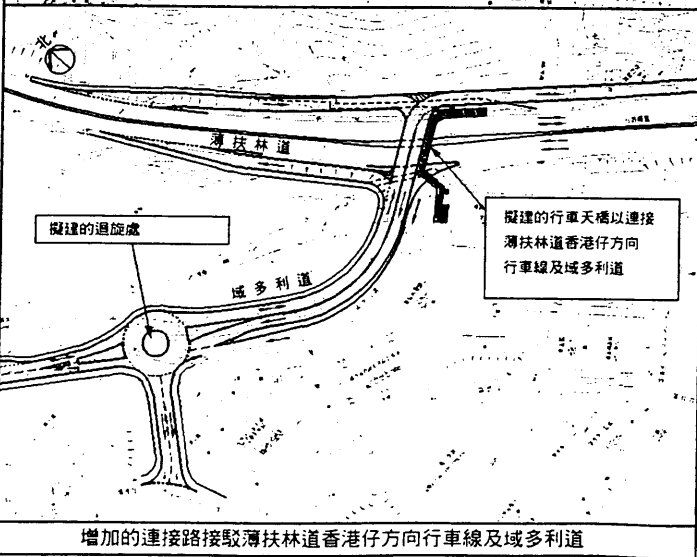 北
薄扶林道
擬建的迴旋處
擬建的行車天橋以連接
薄扶林道香港仔方向
行車線及域多利道
域多利道
增加的連接路接駁薄扶林道香港仔方向行車線及域多利道